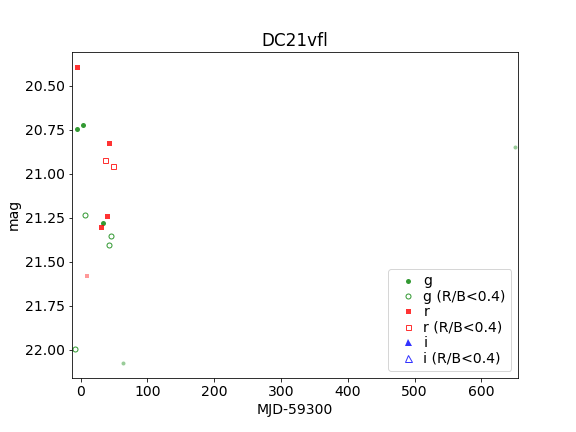 DC21vfl
20.50
20.75
21.00
21.25
21.50
21.75
22.00
mag
g
g (R/B<0.4)
r
r (R/B<0.4)
i
i (R/B<0.4)
0 100 200 300 400 500 600
MJD-59300